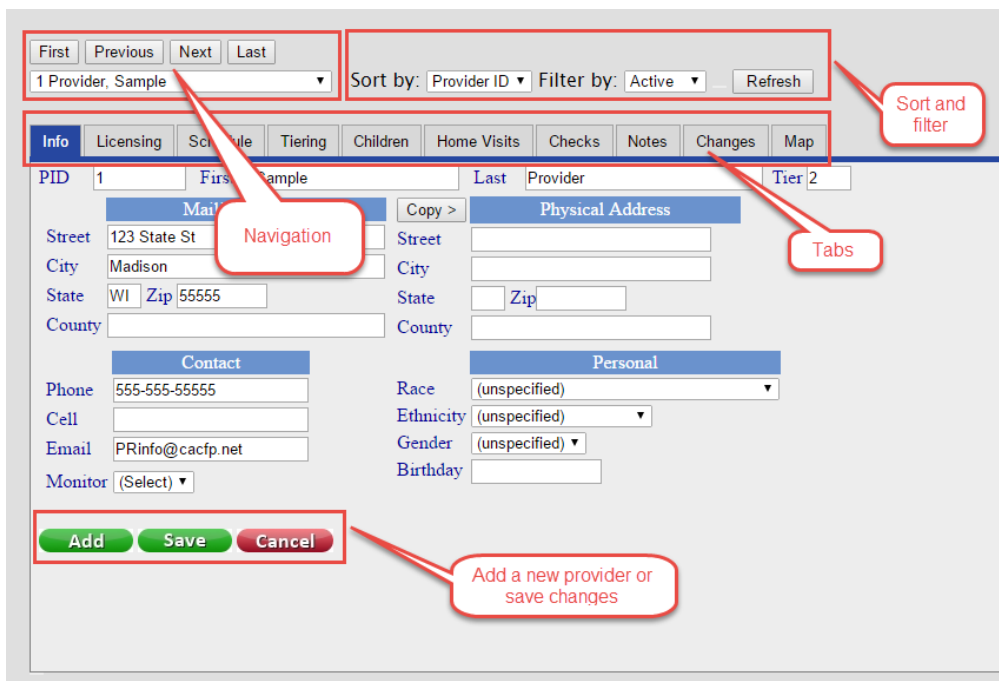 First Previous Next Last
1 Provider, Sample
Sort by: Provider ID Filter by: Active Refresh
Sort and
filter
Info Licensing Schedule Tiering Children Home Visits Checks Notes Changes Map
PID 1 First Sample Last Provider Tier 2
Copy > Physical Address
Navigation
Tabs
Street 123 State St Street
City Madison City
State WI Zip 55555 State Zip
County County
Contact Personal
Phone 555-555-55555 Race (unspecified)
Cell Ethnicity (unspecified)
Email PRinfo@cacfp.net Gender (unspecified)
Birthday
Monitor (Select)
Add Save Cancel
Add a new provider or
save changes